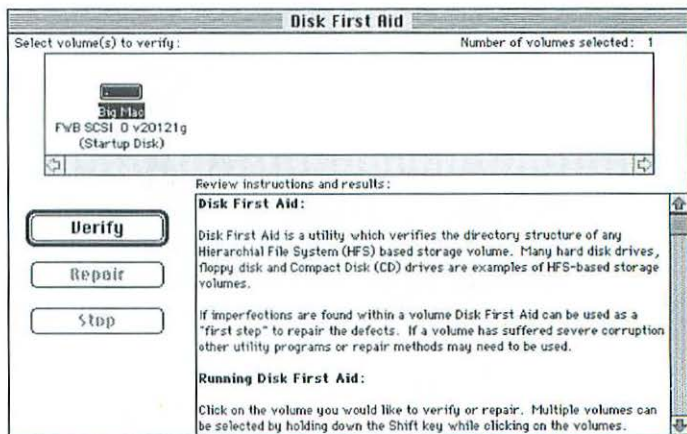 Disk First Aid
Select volume(s) to verify:
Number of volumes selected: 1
Big Mac
FWB SCSI 0 v20121g
(Startup Disk)
Review instructions and results:
Verify
Repair
Stop
Disk First Aid:
Disk First Aid is a utility which verifies the directory structure of any
Hierarchial File System (HFS) based storage volume. Many hard disk drives,
floppy disk and Compact Disk (CD) drives are examples of HFS-based storage
volumes.
If imperfections are found within a volume Disk First Aid can be used as a
"first step" to repair the defects. If a volume has suffered severe corruption
other utility programs or repair methods may need to be used.
Running Disk First Aid:
Click on the volume you would like to verify or repair. Multiple volumes can
be selected by holding down the Shift key while clicking on the volumes.